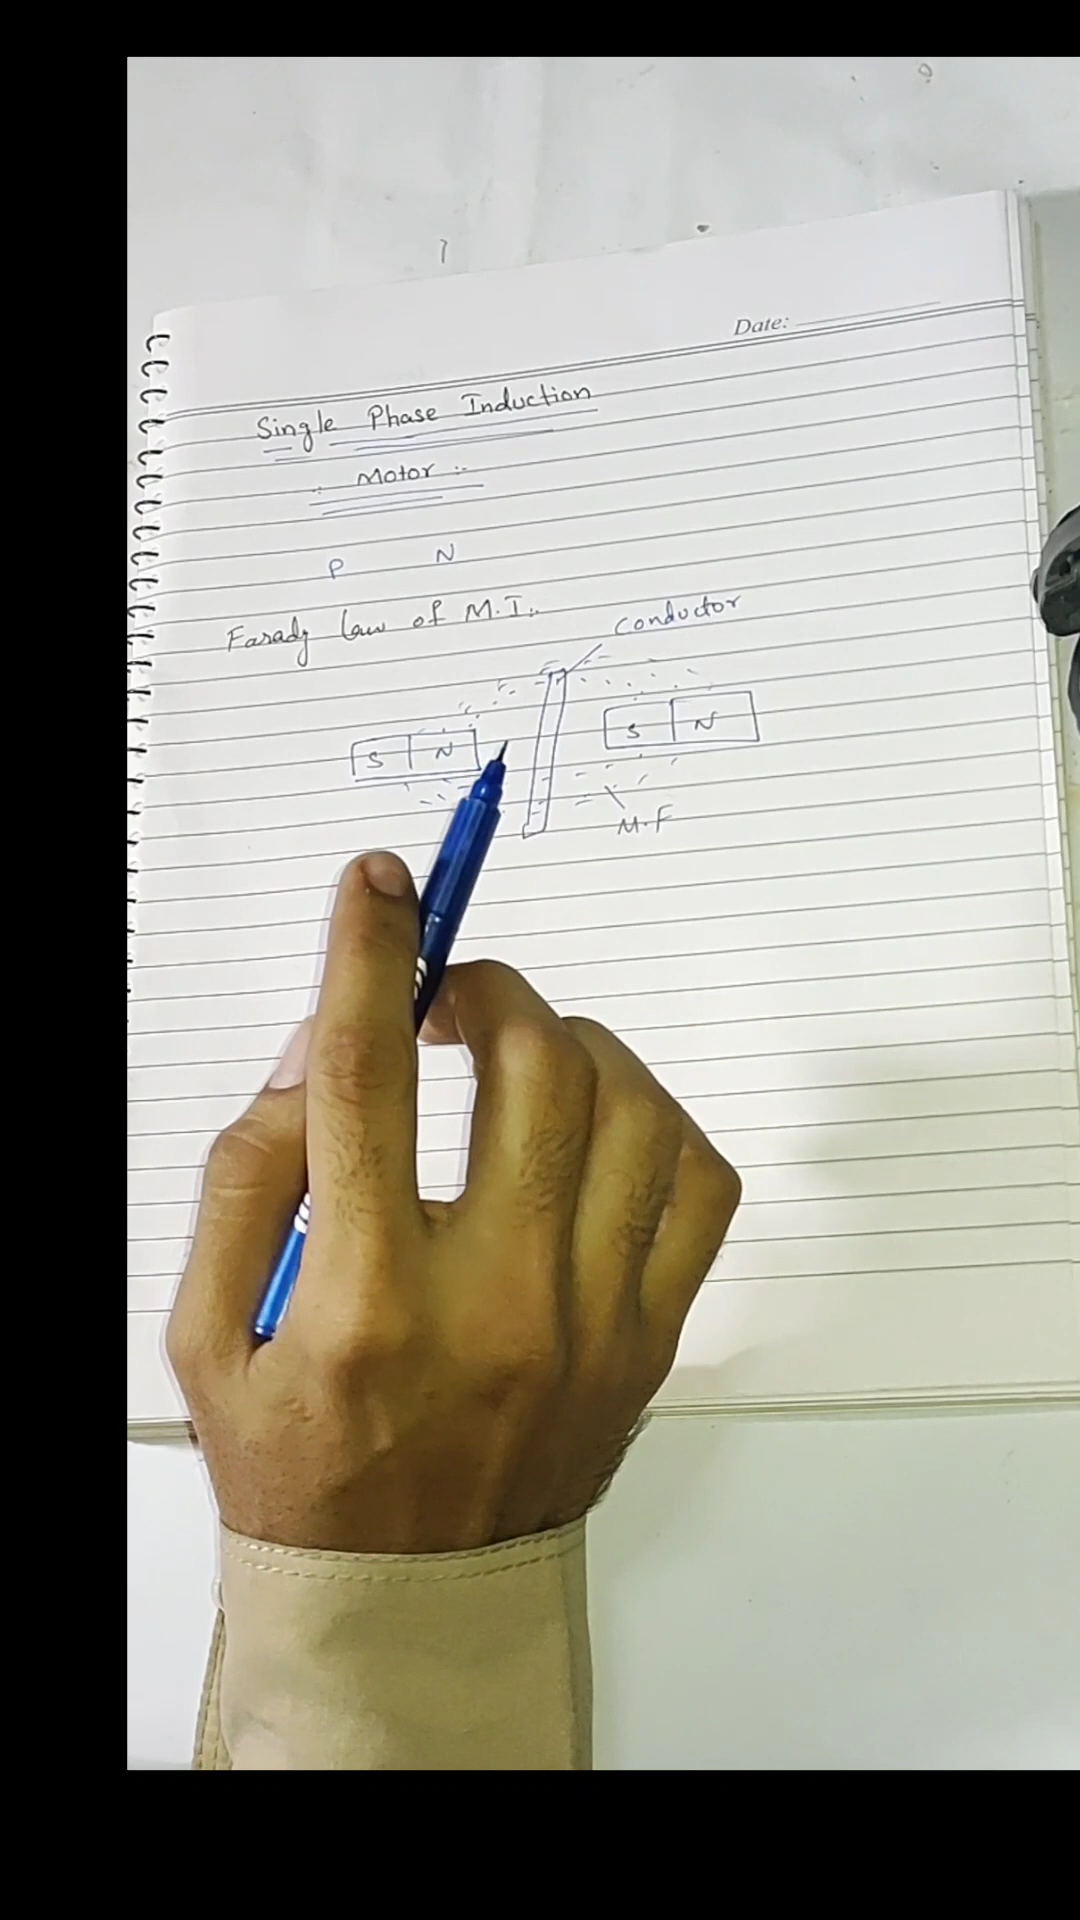 Date:
Single Phase Induction
Motor :-
P N
Farady law of M.I:.
Conductor
S N
S N
M.F